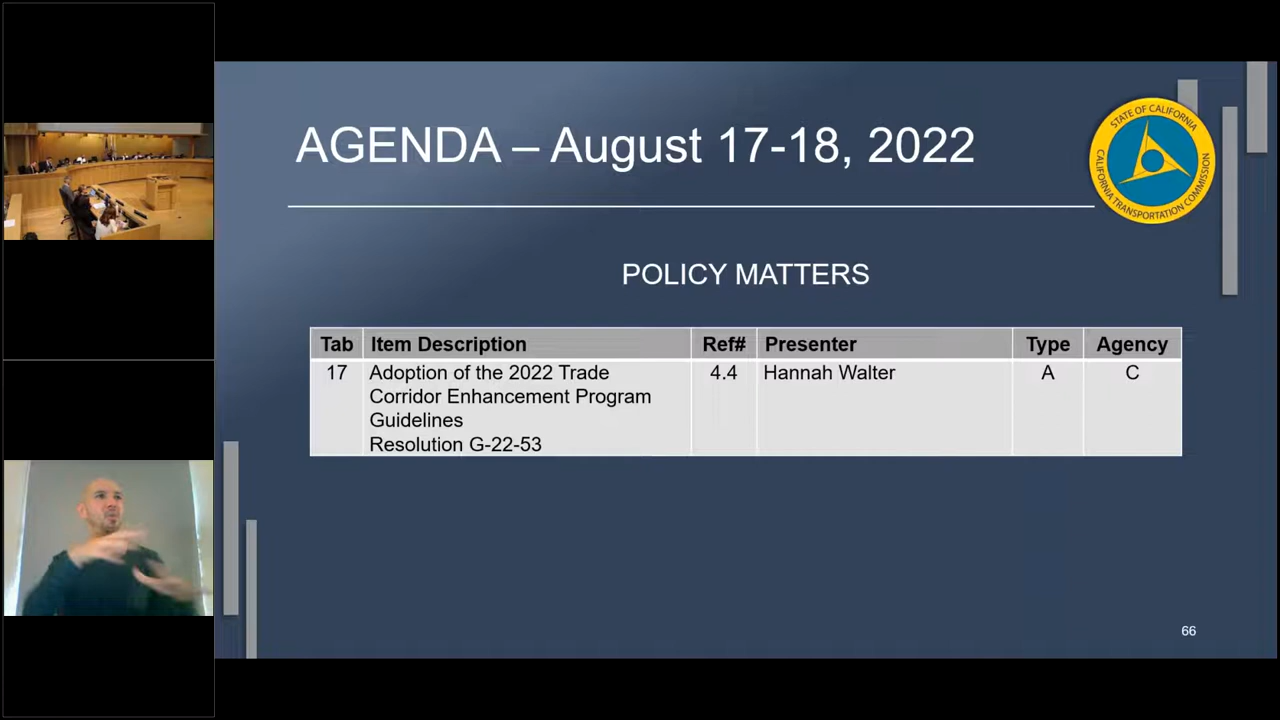 AGENDA – August 17-18, 2022
STATE OF CALIFORNIA
CALIFORNIA TRANSPORTATION COMMISSION
POLICY MATTERS
Tab Item Description Ref# Presenter Type Agency
17 Adoption of the 2022 Trade 4.4 Hannah Walter A C
Corridor Enhancement Program
Guidelines
Resolution G-22-53
66